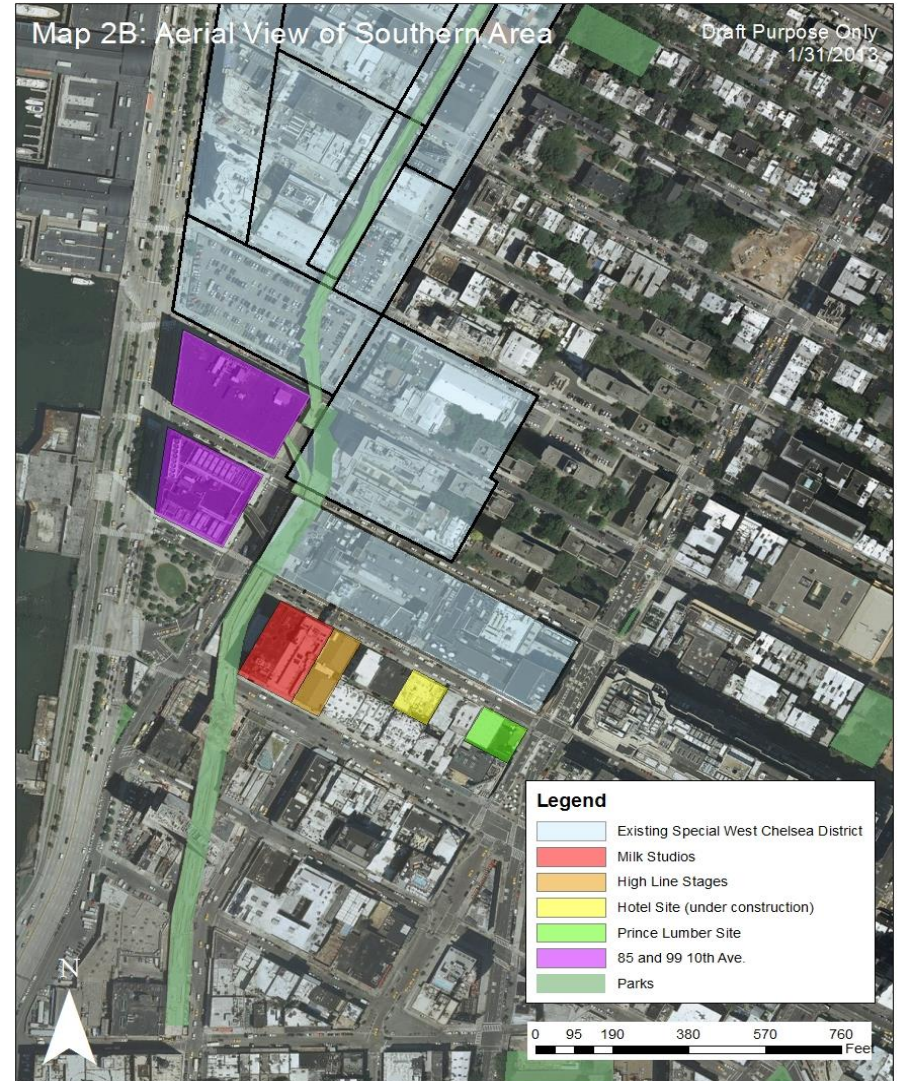 Map 2B: Aerial View of Southern Area
Draft Purpose Only
1/31/2013
Legend
Existing Special West Chelsea District
Milk Studios
High Line Stages
Hotel Site (under construction)
Prince Lumber Site
85 and 99 10th Ave.
Parks
N
0 95 190 380 570 760
Feet